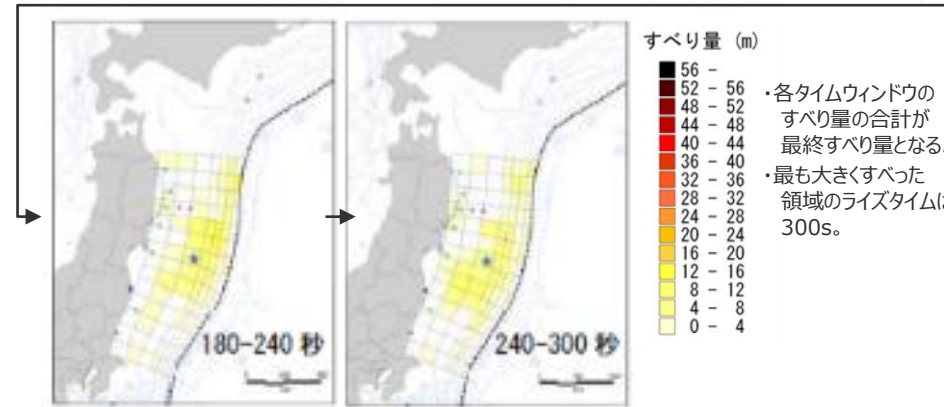 すべり量 (m)
56 -
52 - 56
48 - 52
44 - 48
40 - 44
36 - 40
32 - 36
28 - 32
24 - 28
20 - 24
16 - 20
12 - 16
8 - 12
4 - 8
0 - 4
・各タイムウィンドウの
すべり量の合計が
最終すべり量となる。
・最も大きくすべった
領域のライズタイムは
300s。
180-240 秒
240-300 秒